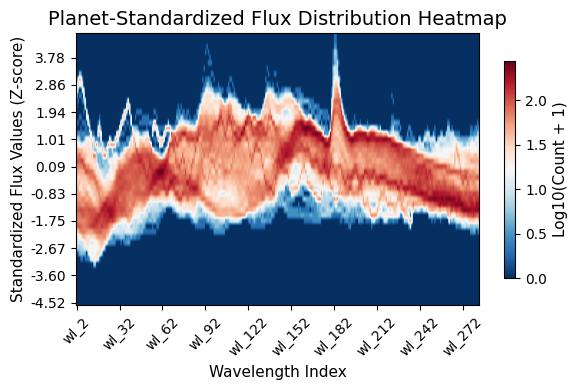 Planet-Standardized Flux Distribution Heatmap
Standardized Flux Values (Z-score)
3.78
2.86
1.94
1.01
0.09
-0.83
-1.75
-2.67
-3.60
-4.52
wl_2
wl_32
wl_62
wl_92
wl_122
wl_152
wl_182
wl_212
wl_242
wl_272
Wavelength Index
2.0
1.5
1.0
0.5
0.0
Log10(Count + 1)